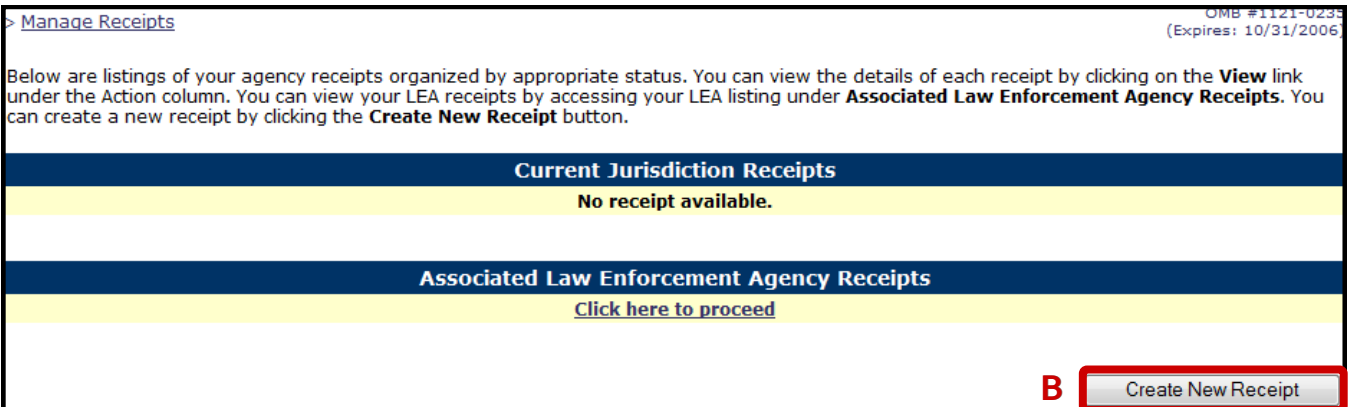 > Manage Receipts
OMB #1121-0235
(Expires: 10/31/2006)
Below are listings of your agency receipts organized by appropriate status. You can view the details of each receipt by clicking on the View link
under the Action column. You can view your LEA receipts by accessing your LEA listing under Associated Law Enforcement Agency Receipts. You
can create a new receipt by clicking the Create New Receipt button.
Current Jurisdiction Receipts
No receipt available.
Associated Law Enforcement Agency Receipts
Click here to proceed
B
Create New Receipt